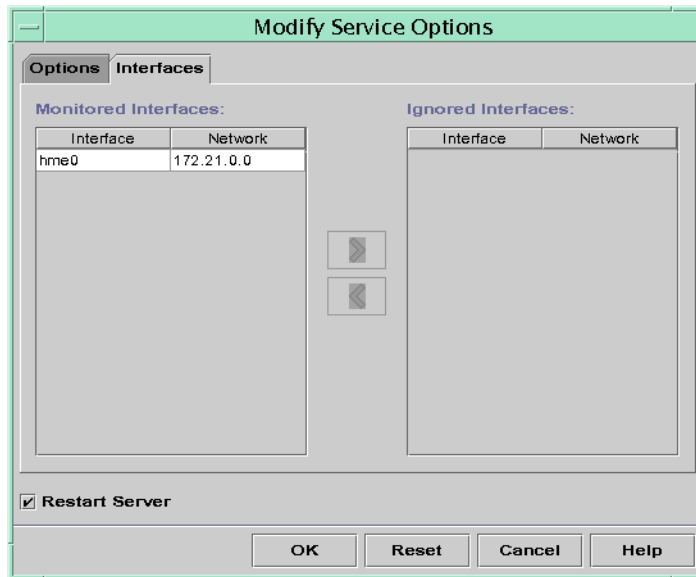 Modify Service Options
Options Interfaces
Monitored Interfaces: Ignored Interfaces:
Interface Network Interface Network
hme0 172.21.0.0
Restart Server
OK Reset Cancel Help